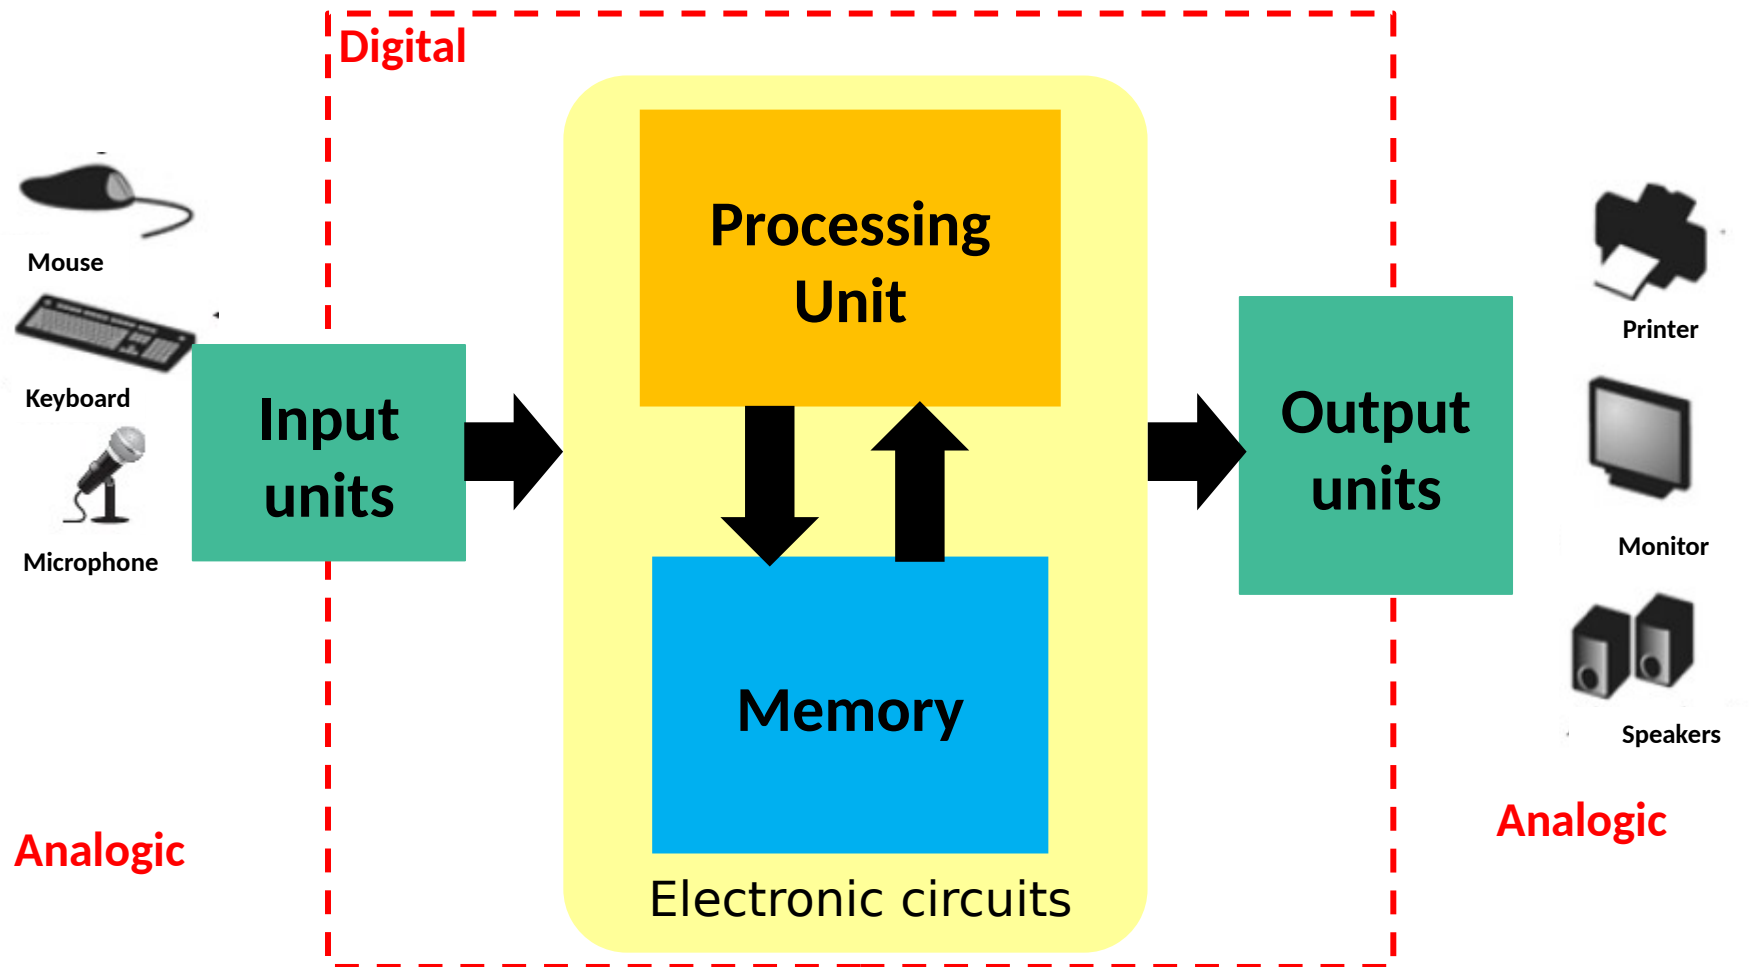 Digital
Mouse
Keyboard
Microphone
Analogic
Input
units
Processing
Unit
Memory
Electronic circuits
Output
units
Printer
Monitor
Speakers
Analogic